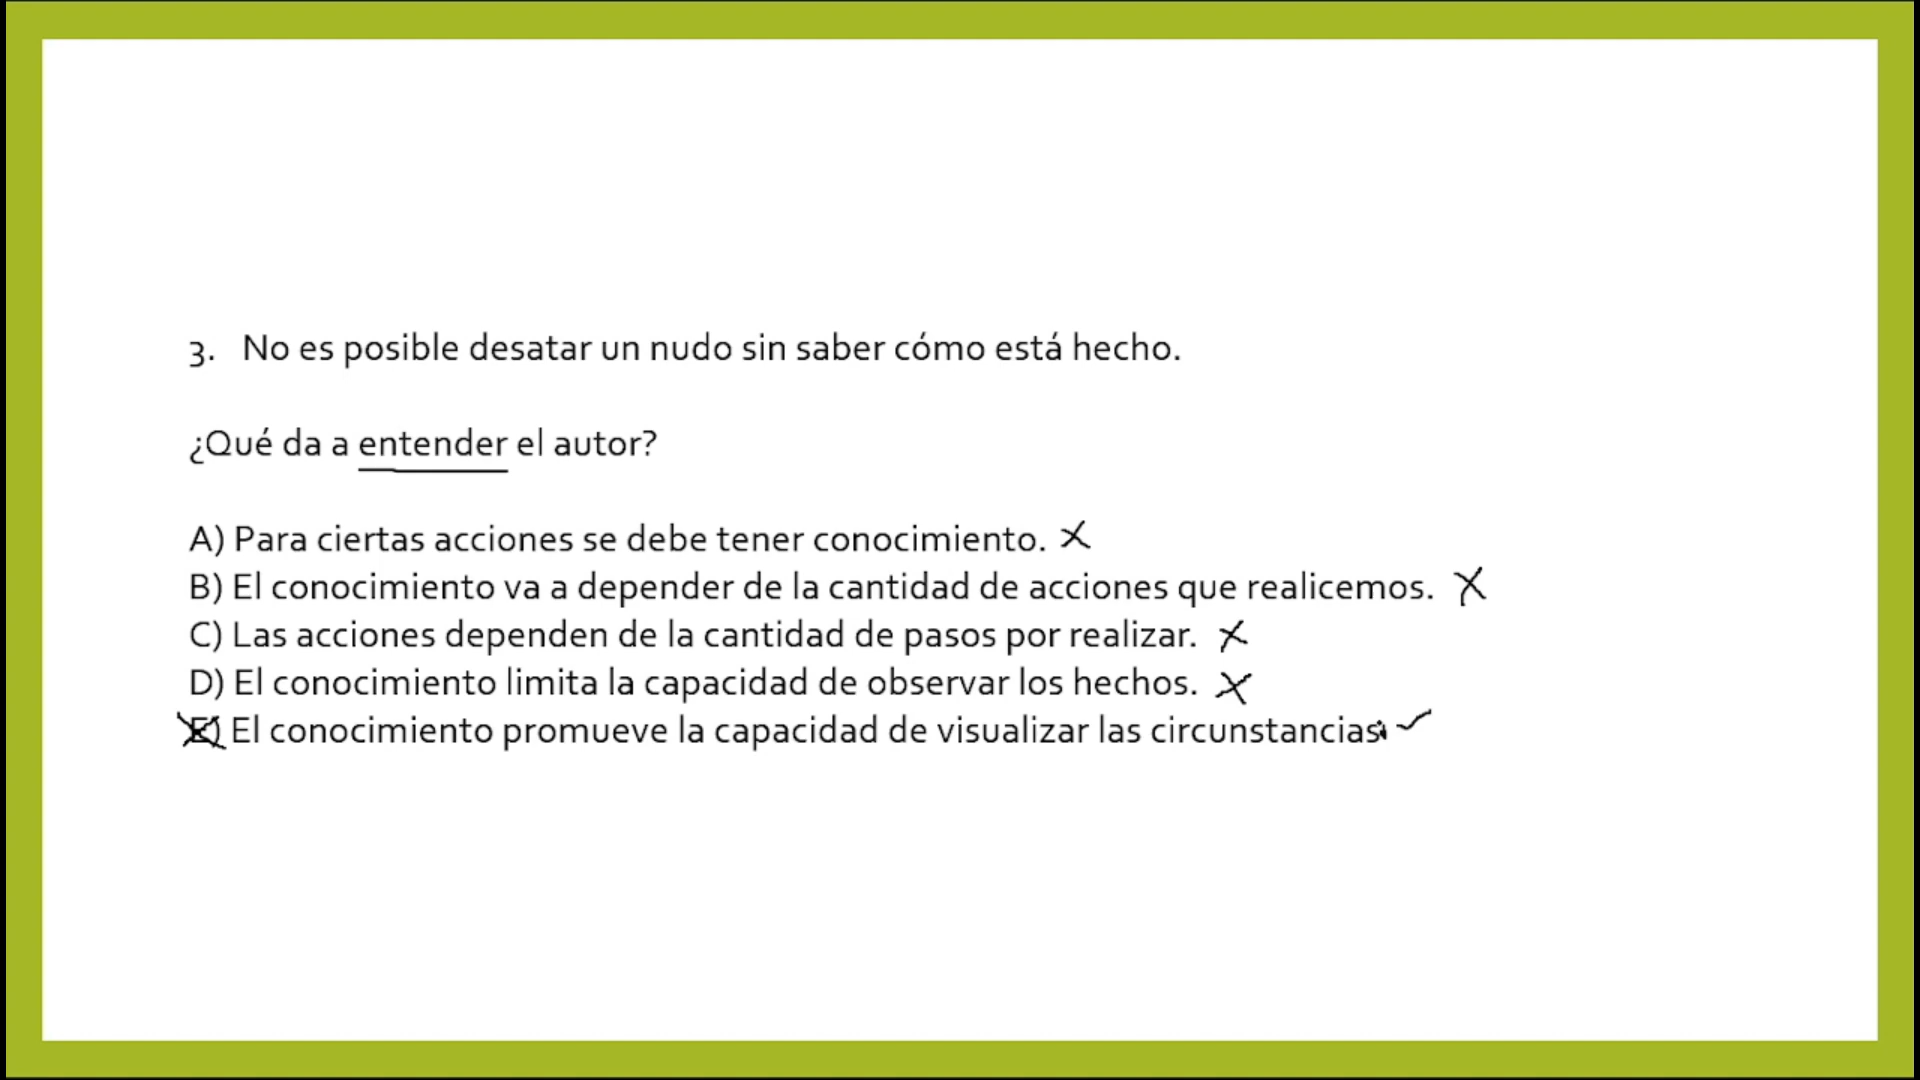 3. No es posible desatar un nudo sin saber cómo está hecho.
¿Qué da a entender el autor?
A) Para ciertas acciones se debe tener conocimiento.
B) El conocimiento va a depender de la cantidad de acciones que realicemos.
C) Las acciones dependen de la cantidad de pasos por realizar.
D) El conocimiento limita la capacidad de observar los hechos.
E) El conocimiento promueve la capacidad de visualizar las circunstancias.